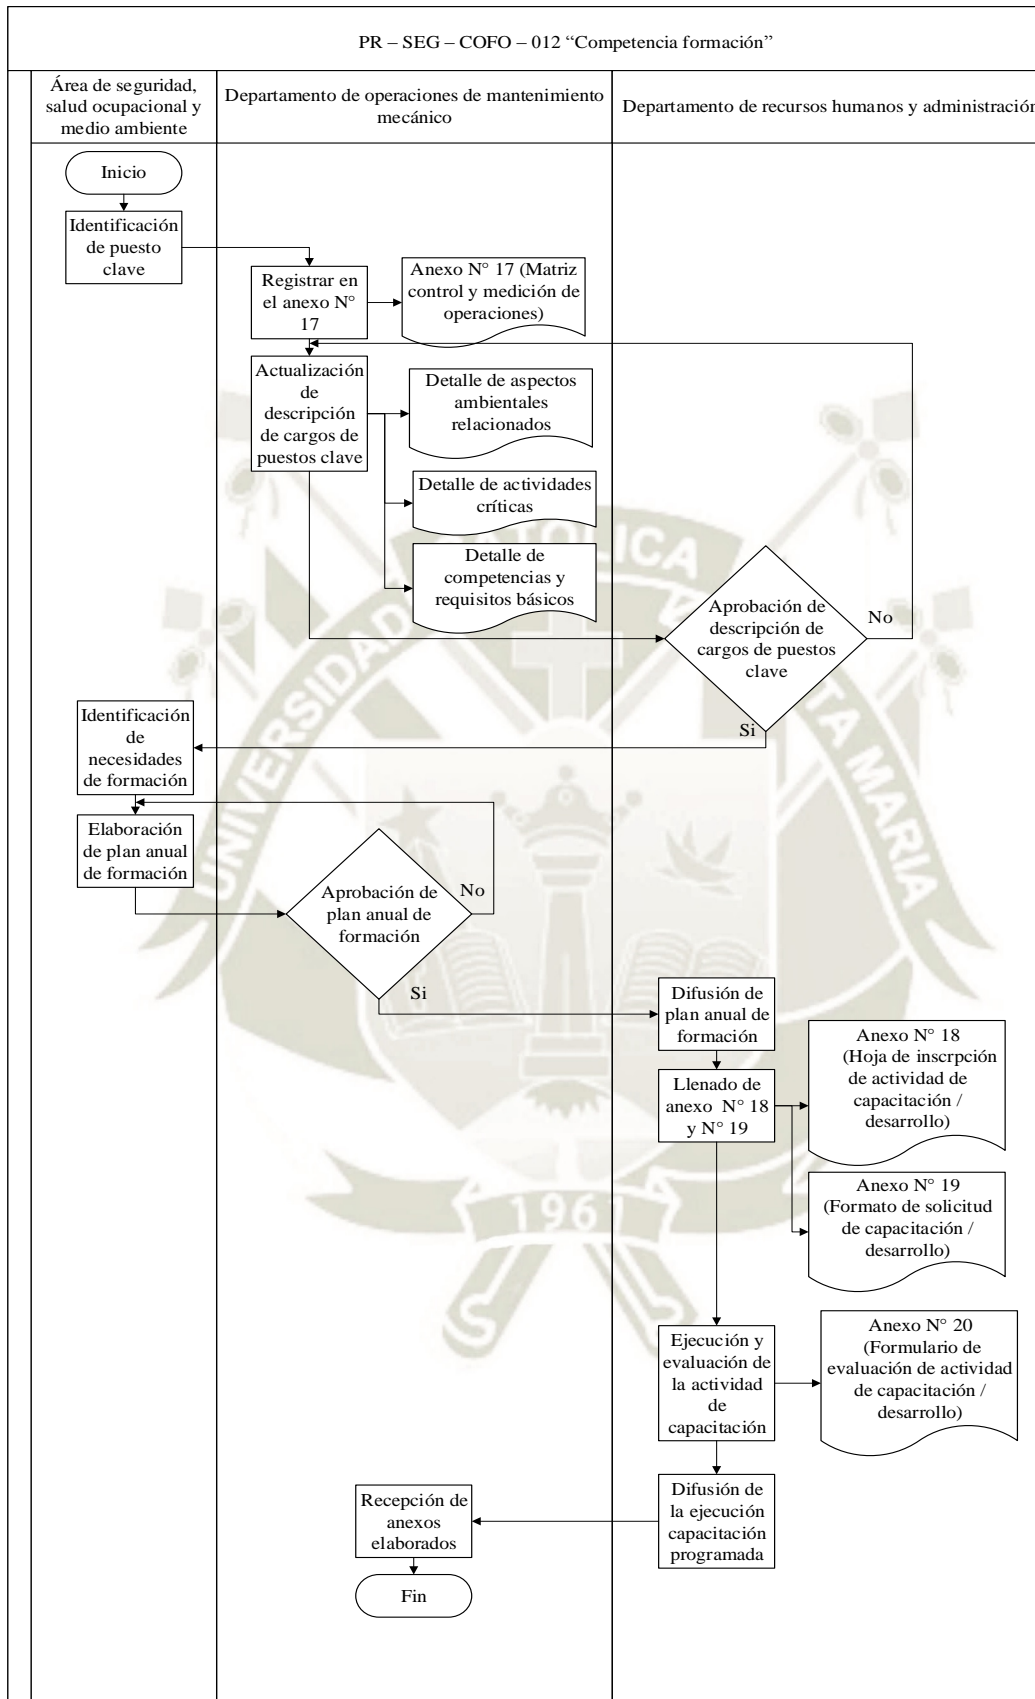 PR – SEG – COFO – 012 “Competencia formación”
Área de seguridad,
salud ocupacional y
medio ambiente
Departamento de operaciones de mantenimiento
mecánico
Departamento de recursos humanos y administración
Inicio
Identificación
de puesto
clave
Registrar en
el anexo N°
17
Anexo N° 17 (Matriz
control y medición de
operaciones)
Actualización
de
descripción
de cargos de
puestos clave
Detalle de aspectos
ambientales
relacionados
Detalle de actividades
críticas
Detalle de
competencias y
requisitos básicos
Aprobación de
descripción de
cargos de puestos
clave
No
Si
Identificación
de
necesidades
de formación
Elaboración
de plan anual
de formación
Aprobación de
plan anual de
formación
No
Si
Difusión de
plan anual de
formación
Llenado de
anexo N° 18
y N° 19
Anexo N° 18
(Hoja de inscrpción
de actividad de
capacitación /
desarrollo)
Anexo N° 19
(Formato de solicitud
de capacitación /
desarrollo)
Ejecución y
evaluación de
la actividad
de
capacitación
Anexo N° 20
(Formulario de
evaluación de actividad
de capacitación /
desarrollo)
Difusión de
la ejecución
capacitación
programada
Recepción de
anexos
elaborados
Fin
UNIVERSIDAD
TA MARIA
1961